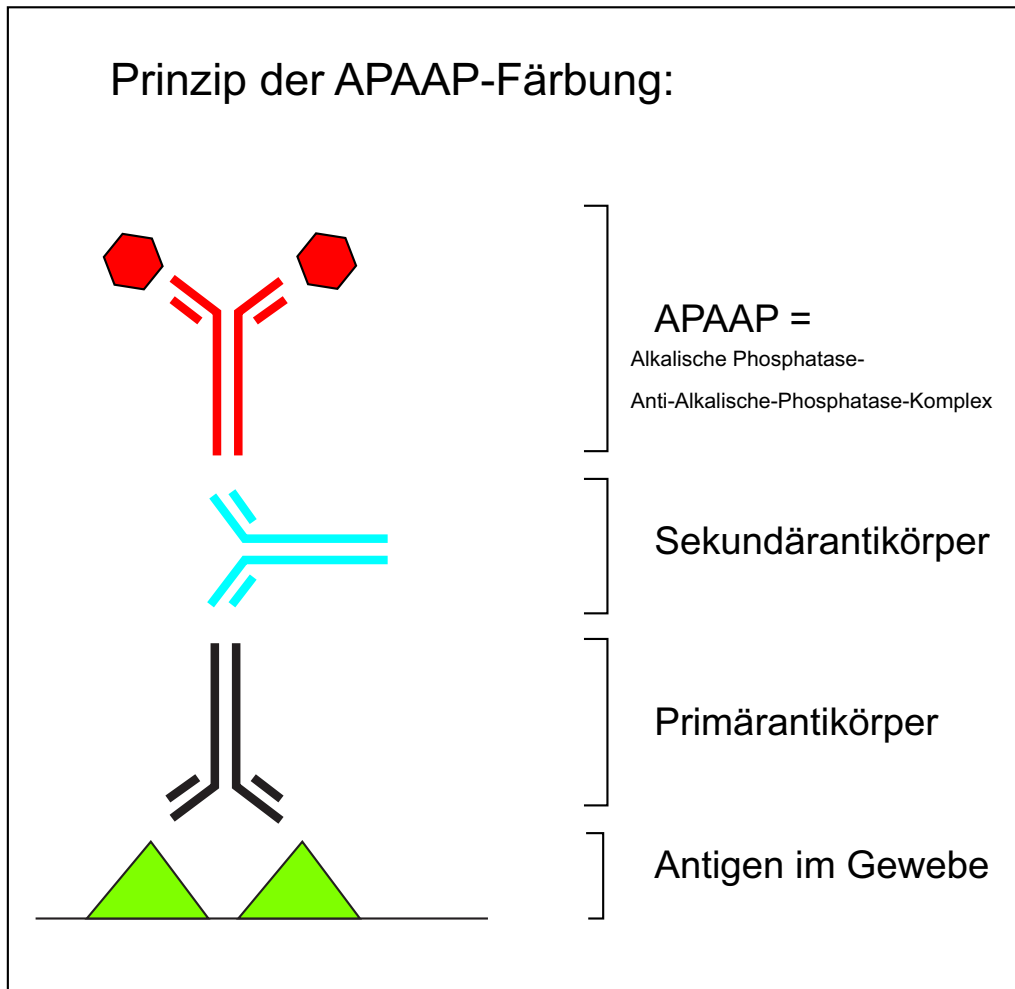 Prinzip der APAAP-Färbung:
APAAP =
Alkalische Phosphatase-
Anti-Alkalische-Phosphatase-Komplex
Sekundärantikörper
Primärantikörper
Antigen im Gewebe